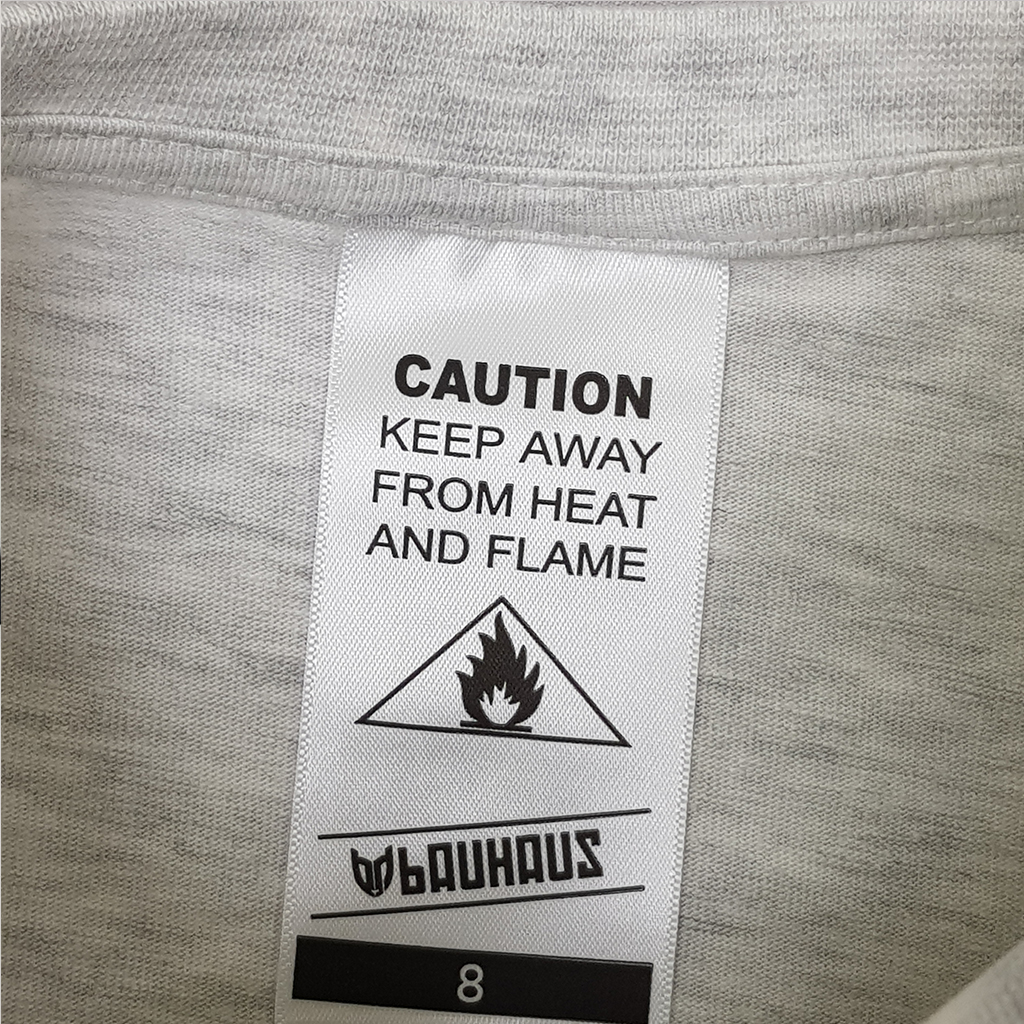 CAUTION
KEEP AWAY
FROM HEAT
AND FLAME
bAUHAUS
8